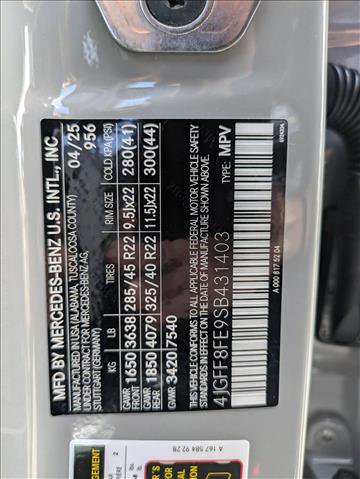 MFD BY MERCEDES-BENZ U.S. INTL., INC.
MANUFACTURED IN USA (ALABAMA, TUSCALOOSA COUNTY)
UNDER CONTRACT FOR MERCEDES-BENZ AG,
STUTTGART (GERMANY)
04/25
956
KG LB TIRES RIM SIZE COLD KPA(PSI)
GAWR FRONT 1650 3638 285/45 R22 9.5Jx22 280(41)
GAWR REAR 1850 4079 325/40 R22 11.5Jx22 300(44)
GVWR 3420 7540
THIS VEHICLE CONFORMS TO ALL APPLICABLE FEDERAL MOTOR VEHICLE SAFETY
STANDARDS IN EFFECT ON THE DATE OF MANUFACTURE SHOWN ABOVE.
4JGFF8FE9SB431403 TYPE: MPV
A 000 817 52 04
A 167 584 92 28
2